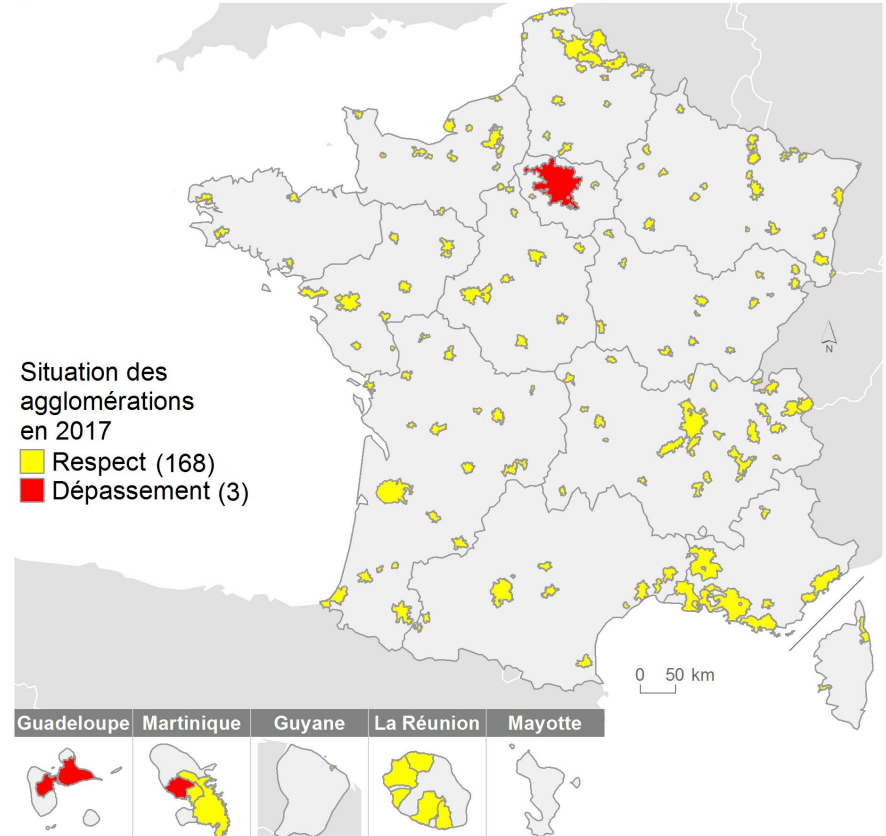 Situation des
agglomérations
en 2017
Respect (168)
Dépassement (3)
N
0 50 km
Guadeloupe
Martinique
Guyane
La Réunion
Mayotte